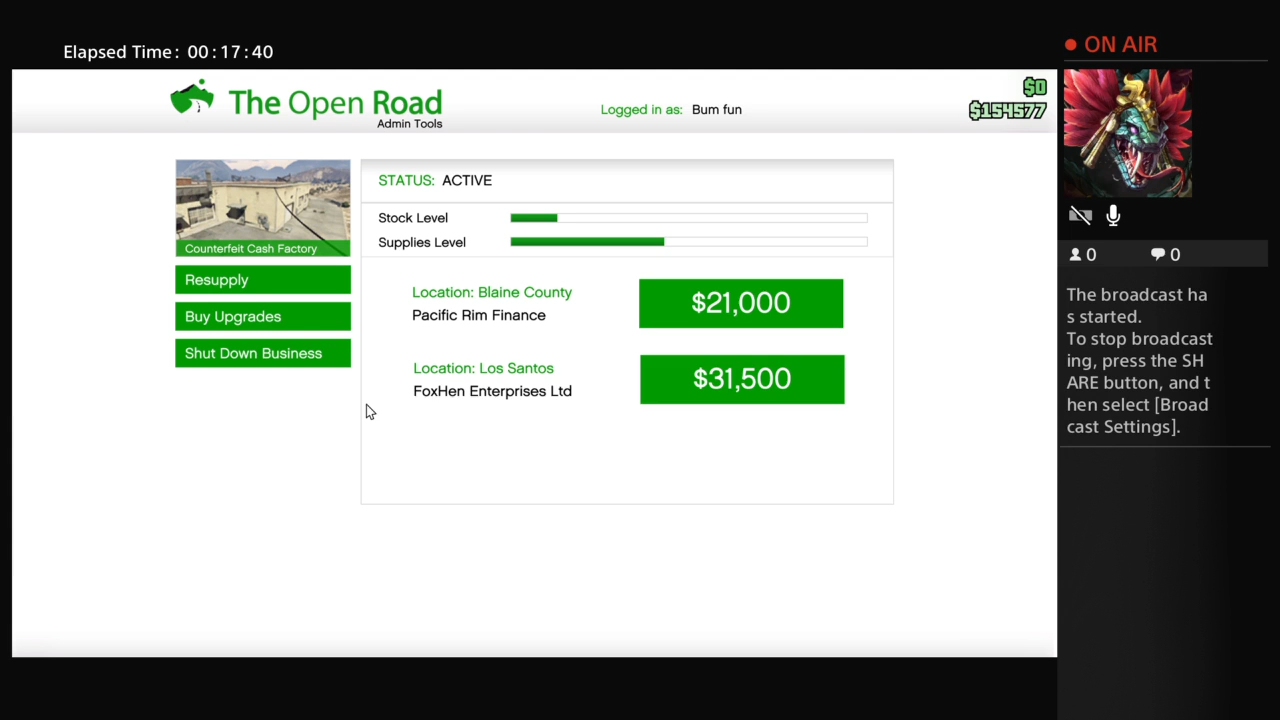 Elapsed Time: 00:17:40
ON AIR
The Open Road
Admin Tools
Logged in as: Bum fun
$0
$154577
STATUS: ACTIVE
Stock Level
Supplies Level
Counterfeit Cash Factory
Resupply
Buy Upgrades
Shut Down Business
Location: Blaine County
Pacific Rim Finance
$21,000
Location: Los Santos
FoxHen Enterprises Ltd
$31,500
0
0
The broadcast ha
s started.
To stop broadcast
ing, press the SH
ARE button, and t
hen select [Broad
cast Settings].